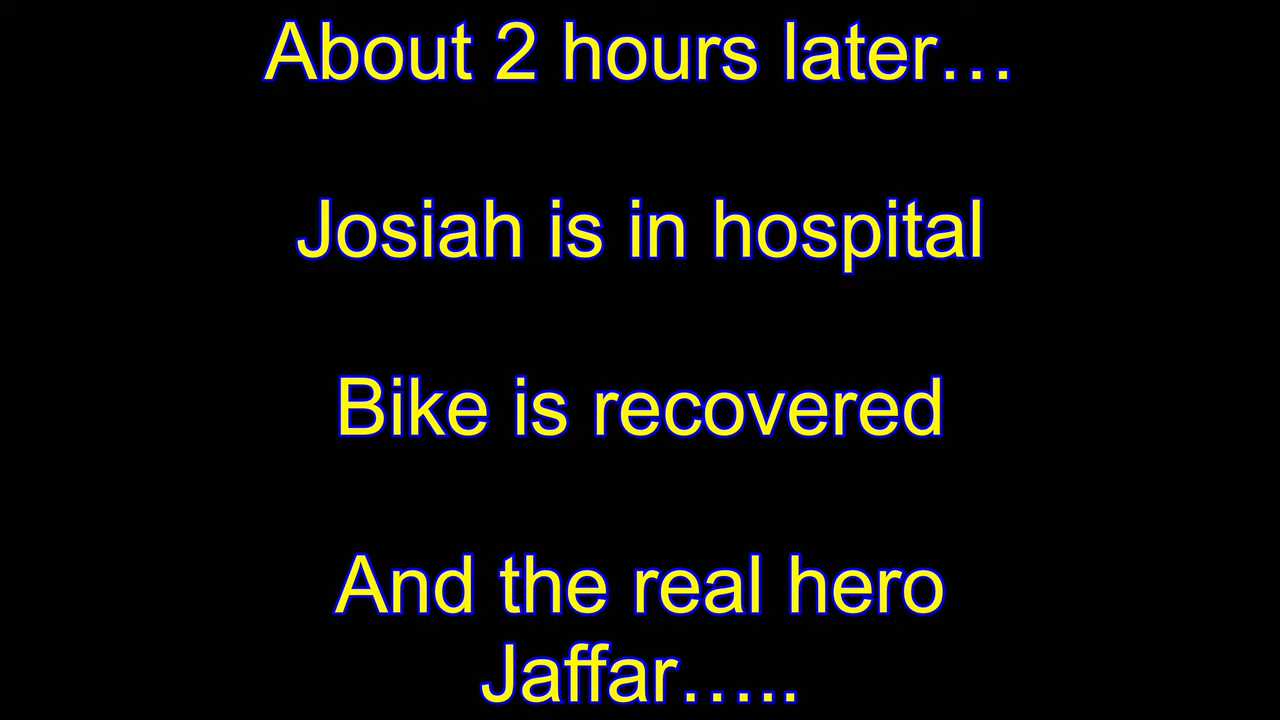 About 2 hours later...
Josiah is in hospital
Bike is recovered
And the real hero
Jaffar.....